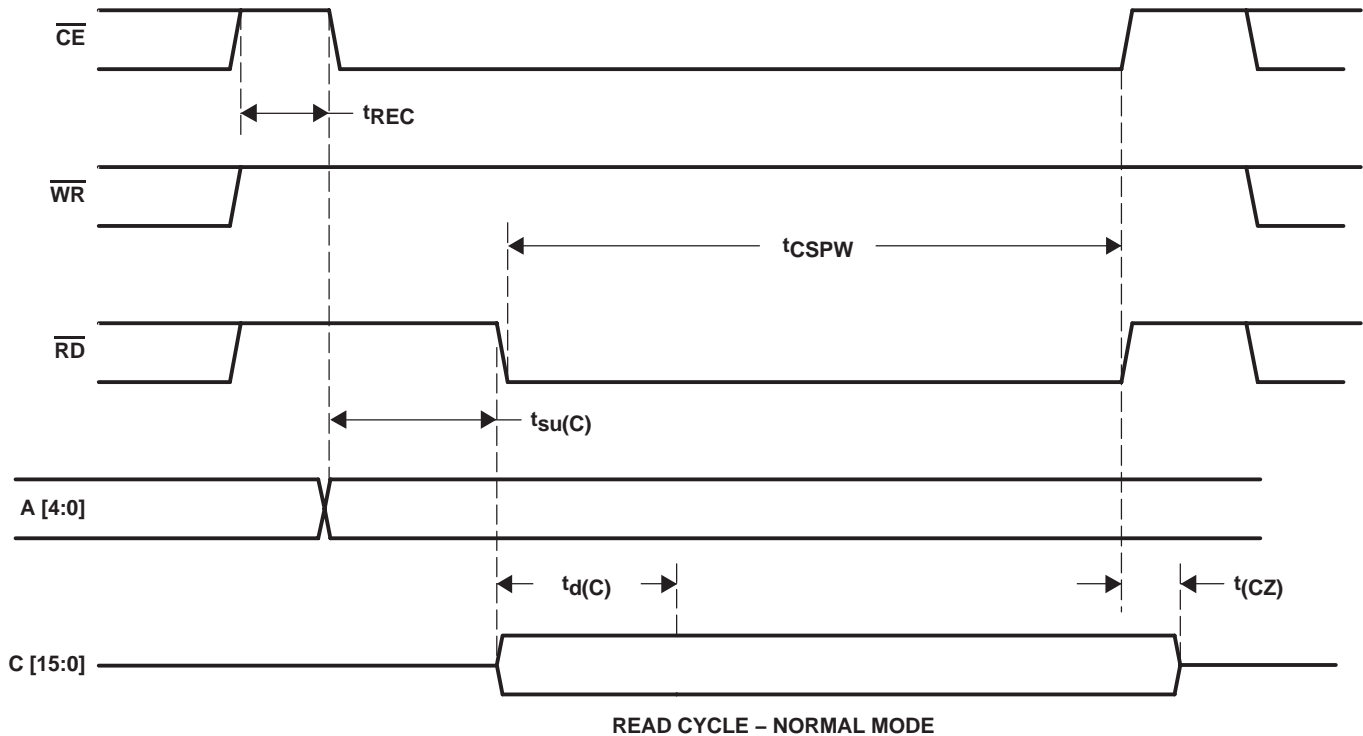 CE
tREC
WR
tCSPW
RD
tsu(C)
A [4:0]
td(C)
t(CZ)
C [15:0]
READ CYCLE – NORMAL MODE